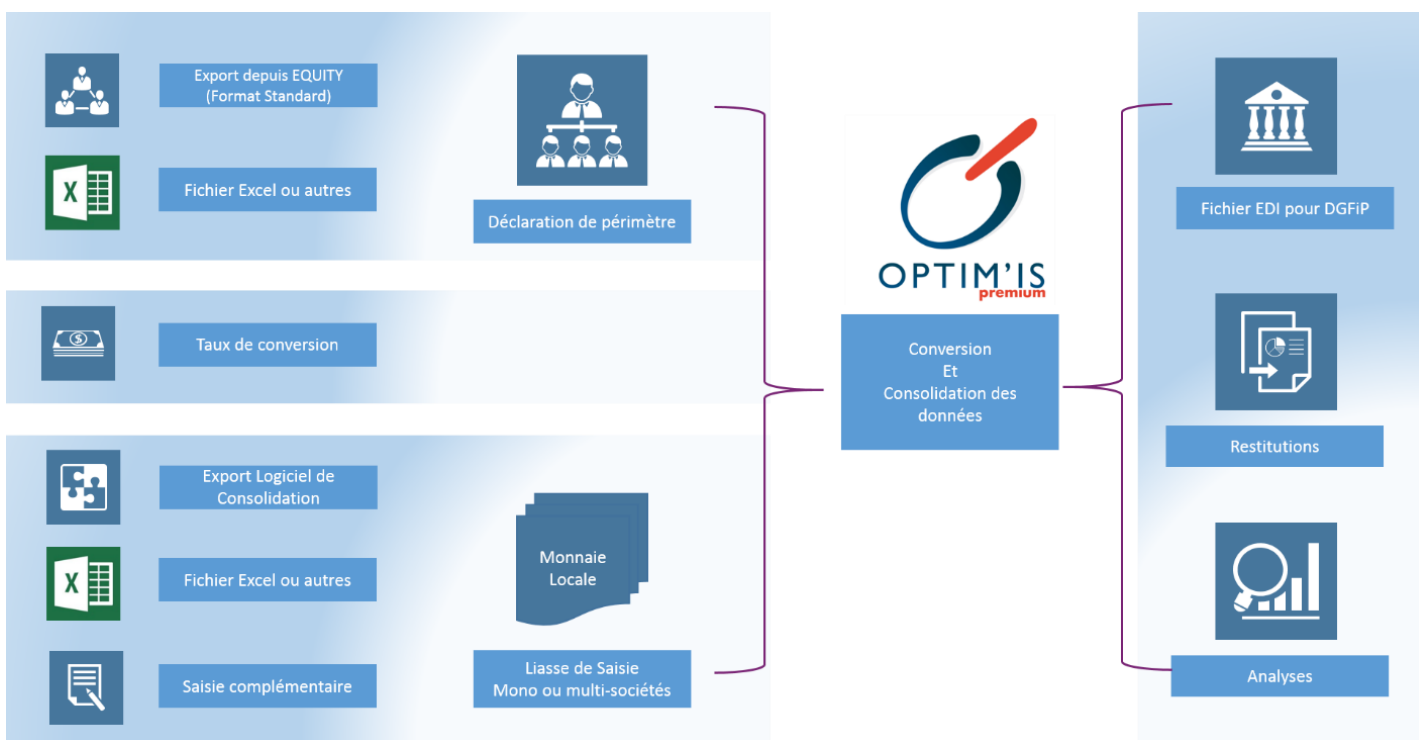 Export depuis EQUITY
(Format Standard)
Fichier Excel ou autres
Déclaration de périmètre
Taux de conversion
Export Logiciel de
Consolidation
Fichier Excel ou autres
Saisie complémentaire
Monnaie
Locale
Liasse de Saisie
Mono ou multi-sociétés
OPTIM'IS
premium
Conversion
Et
Consolidation des
données
Fichier EDI pour DGFiP
Restitutions
Analyses